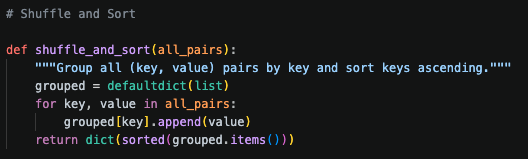 # Shuffle and Sort
def shuffle_and_sort(all_pairs):
    """Group all (key, value) pairs by key and sort keys ascending."""
    grouped = defaultdict(list)
    for key, value in all_pairs:
        grouped[key].append(value)
    return dict(sorted(grouped.items()))